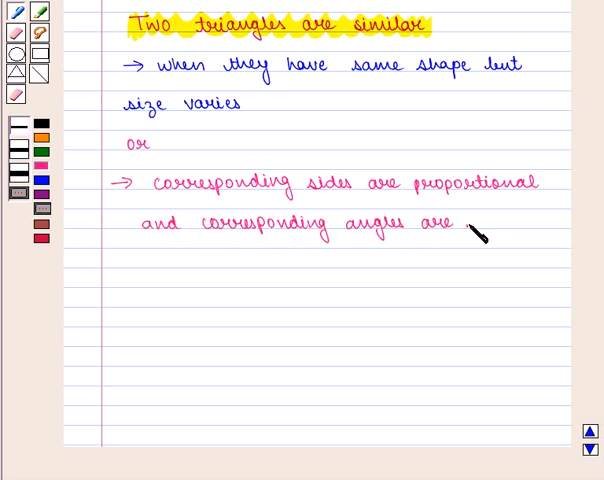 Two triangles are similar
→ when they have same shape but
size varies
or
→ corresponding sides are proportional
and corresponding angles are